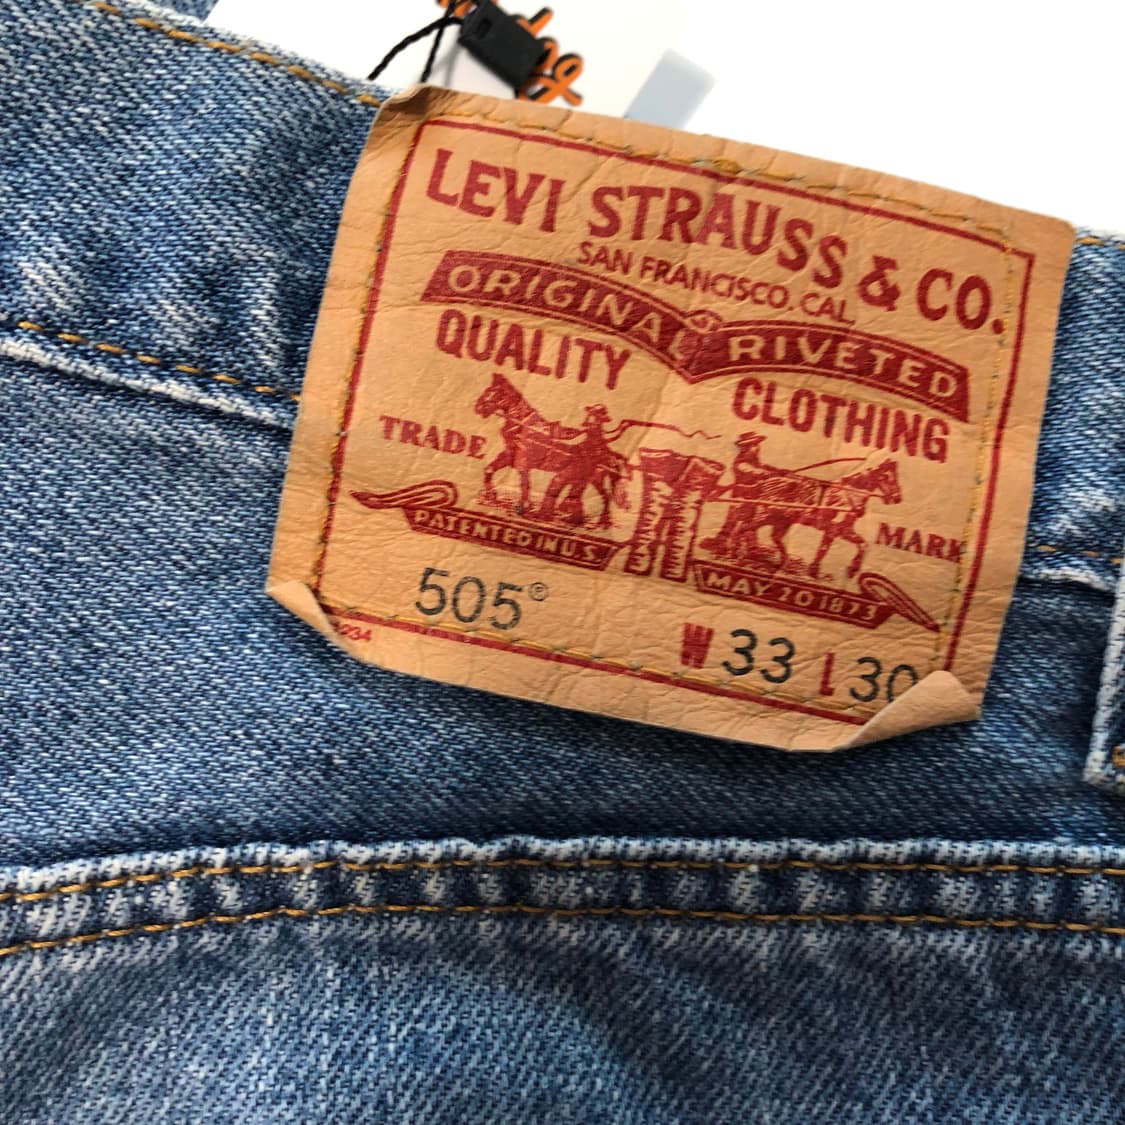 LEVI STRAUSS & CO.
SAN FRANCISCO. CAL.
ORIGINAL RIVETED
QUALITY CLOTHING
TRADE MARK
PATENTED IN U.S. MAY 20 1873
505®
W 33 L 30